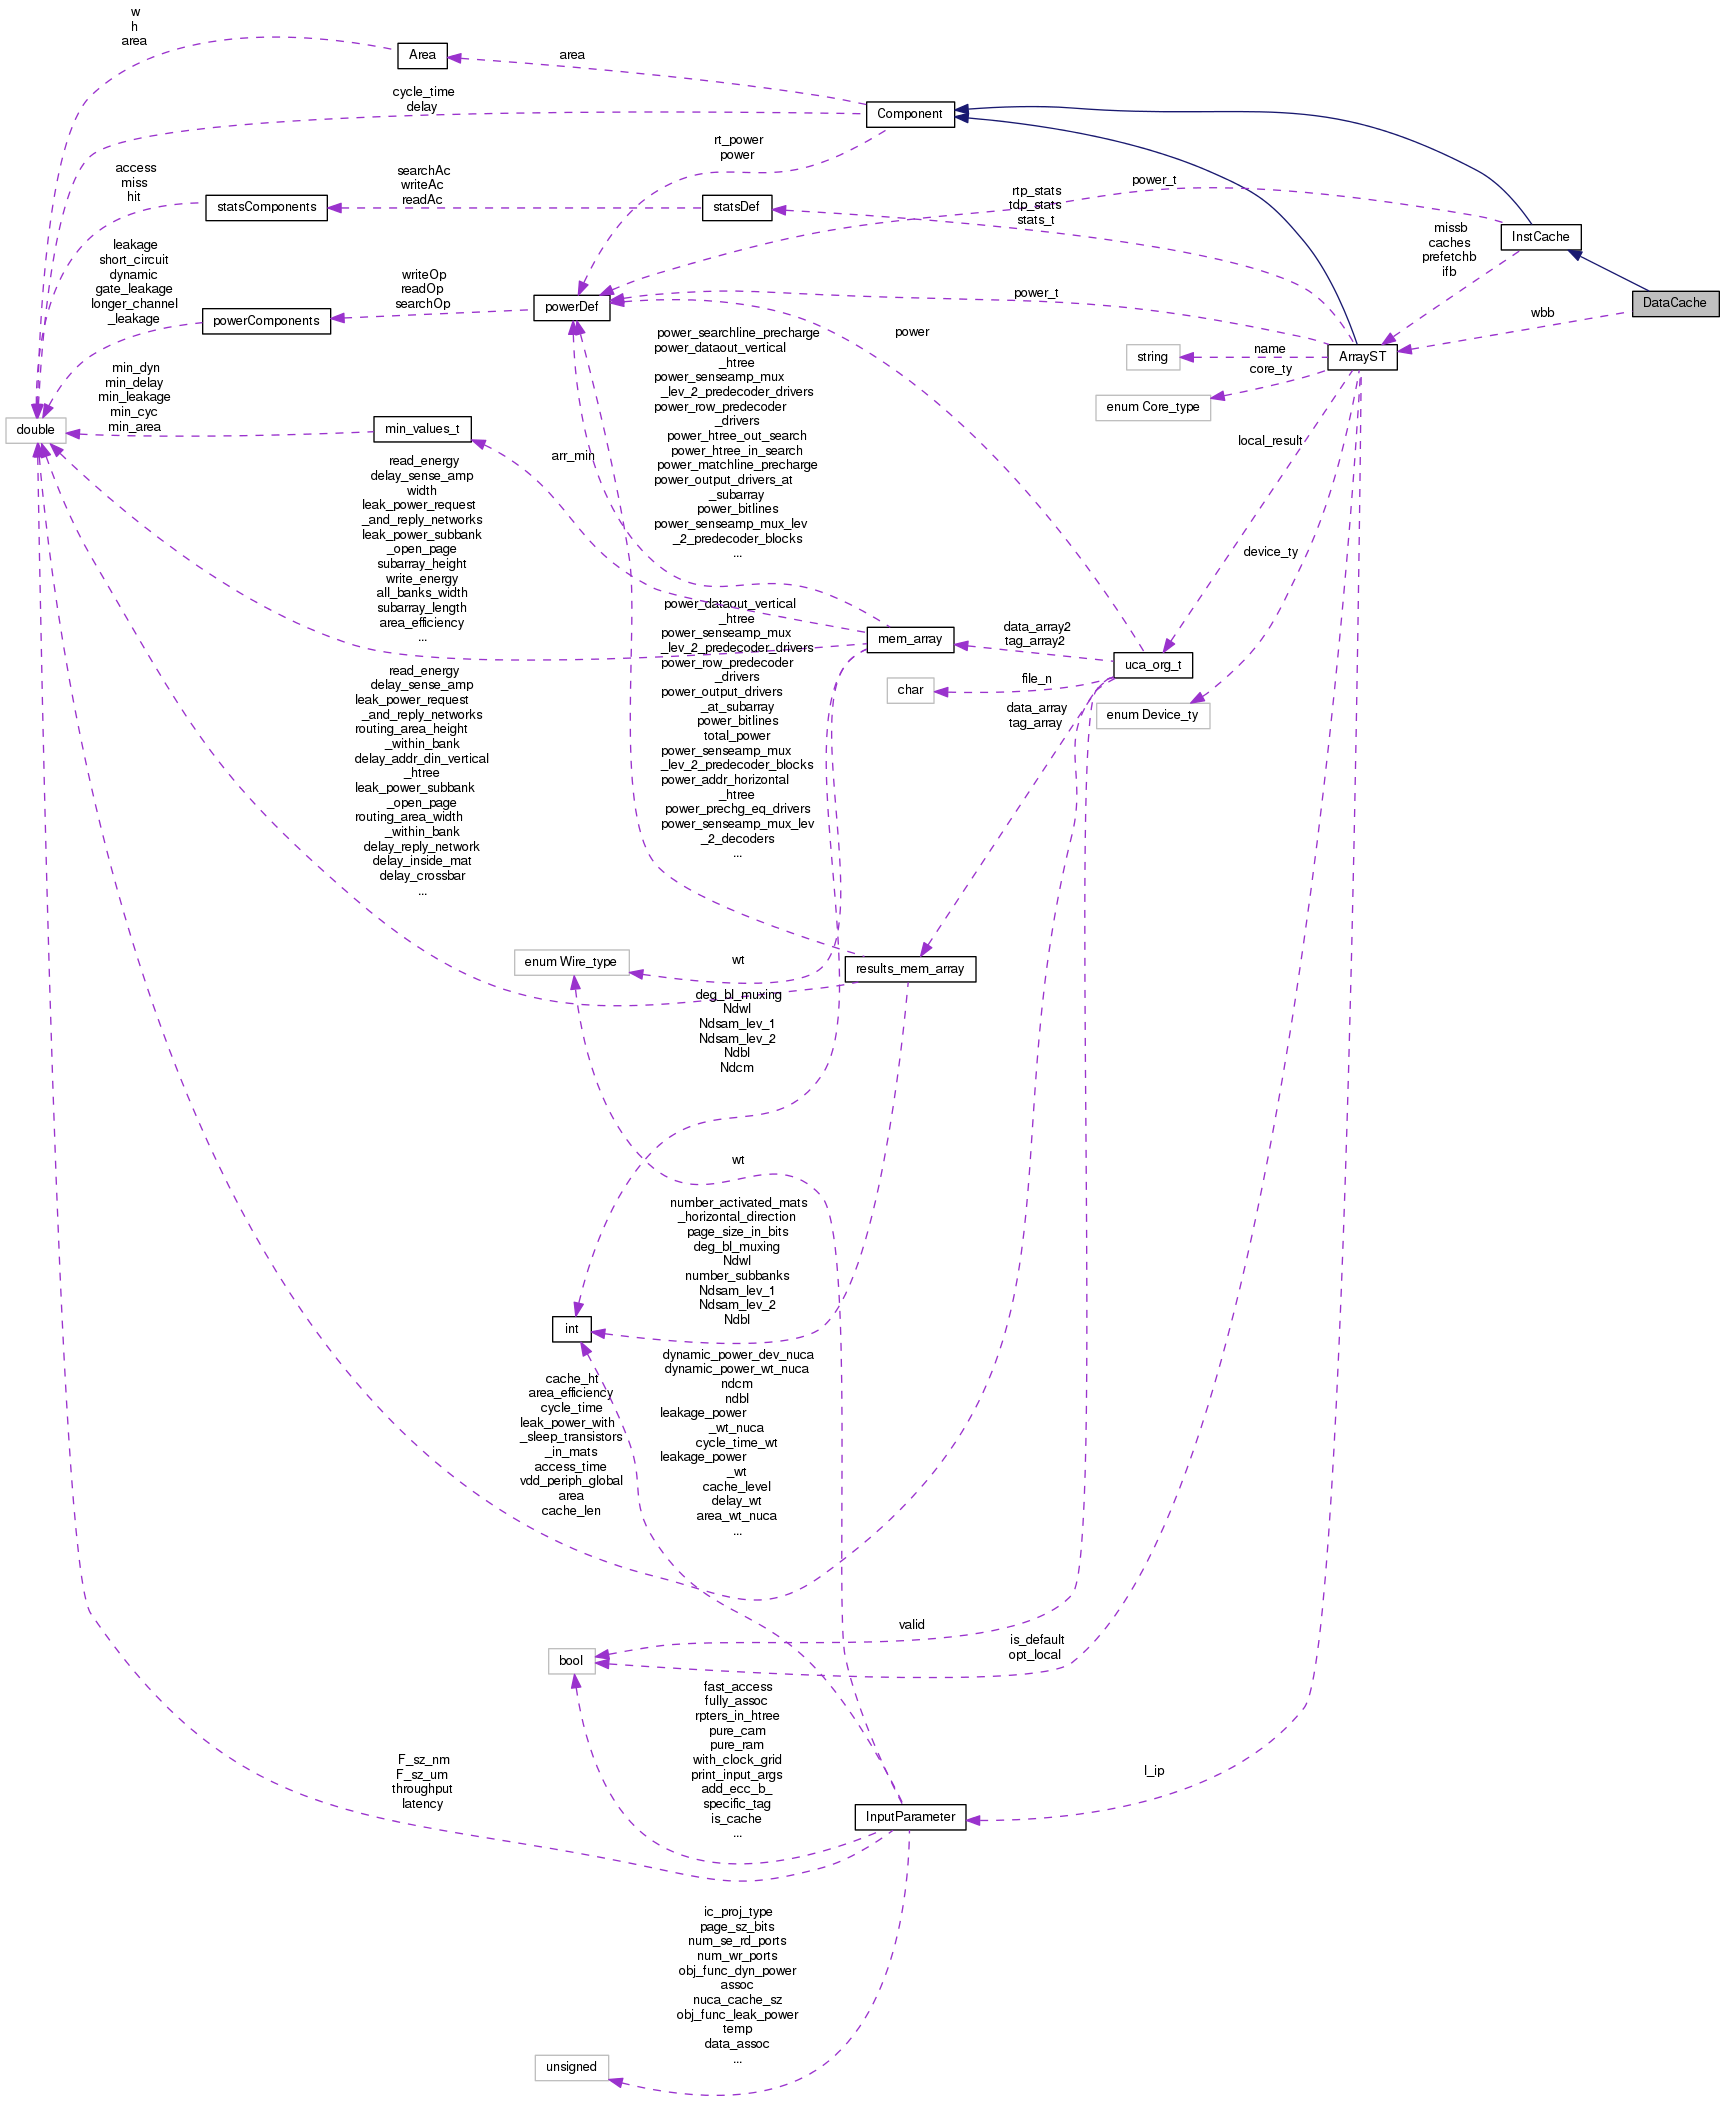 w
h
area
Area
area
cycle_time
delay
Component
rt_power
power
access
miss
hit
statsComponents
searchAc
writeAc
readAc
statsDef
rtp_stats
tdp_stats
stats_t
power_t
InstCache
missb
caches
prefetchb
ifb
DataCache
wbb
leakage
short_circuit
dynamic
gate_leakage
longer_channel
_leakage
powerComponents
writeOp
readOp
searchOp
powerDef
power_t
power
string
name
ArrayST
core_ty
enum Core_type
min_dyn
min_delay
min_leakage
min_cyc
min_area
double
min_values_t
arr_min
power_searchline_precharge
power_dataout_vertical
_htree
power_senseamp_mux
_lev_2_predecoder_drivers
power_row_predecoder
_drivers
power_htree_out_search
power_htree_in_search
power_matchline_precharge
power_output_drivers_at
_subarray
power_bitlines
power_senseamp_mux_lev
_2_predecoder_blocks
...
local_result
device_ty
read_energy
delay_sense_amp
width
leak_power_request
_and_reply_networks
leak_power_subbank
_open_page
subarray_height
write_energy
all_banks_width
subarray_length
area_efficiency
...
mem_array
data_array2
tag_array2
uca_org_t
char
file_n
data_array
tag_array
enum Device_ty
power_dataout_vertical
_htree
power_senseamp_mux
_lev_2_predecoder_drivers
power_row_predecoder
_drivers
power_output_drivers
_at_subarray
power_bitlines
total_power
power_senseamp_mux
_lev_2_predecoder_blocks
power_addr_horizontal
_htree
power_prechg_eq_drivers
power_senseamp_mux_lev
_2_decoders
...
read_energy
delay_sense_amp
leak_power_request
_and_reply_networks
routing_area_height
_within_bank
delay_addr_din_vertical
_htree
leak_power_subbank
_open_page
routing_area_width
_within_bank
delay_reply_network
delay_inside_mat
delay_crossbar
...
enum Wire_type
wt
results_mem_array
deg_bl_muxing
Ndwl
Ndsam_lev_1
Ndsam_lev_2
Ndbl
Ndcm
wt
number_activated_mats
_horizontal_direction
page_size_in_bits
deg_bl_muxing
Ndwl
number_subbanks
Ndsam_lev_1
Ndsam_lev_2
Ndbl
int
dynamic_power_dev_nuca
dynamic_power_wt_nuca
ndcm
ndbl
leakage_power
_wt_nuca
cycle_time_wt
leakage_power
_wt
cache_level
delay_wt
area_wt_nuca
...
cache_ht
area_efficiency
cycle_time
leak_power_with
_sleep_transistors
_in_mats
access_time
vdd_periph_global
area
cache_len
valid
is_default
opt_local
bool
fast_access
fully_assoc
rpters_in_htree
pure_cam
pure_ram
with_clock_grid
print_input_args
add_ecc_b_
specific_tag
is_cache
...
F_sz_nm
F_sz_um
throughput
latency
l_ip
InputParameter
ic_proj_type
page_sz_bits
num_se_rd_ports
num_wr_ports
obj_func_dyn_power
assoc
nuca_cache_sz
obj_func_leak_power
temp
data_assoc
...
unsigned